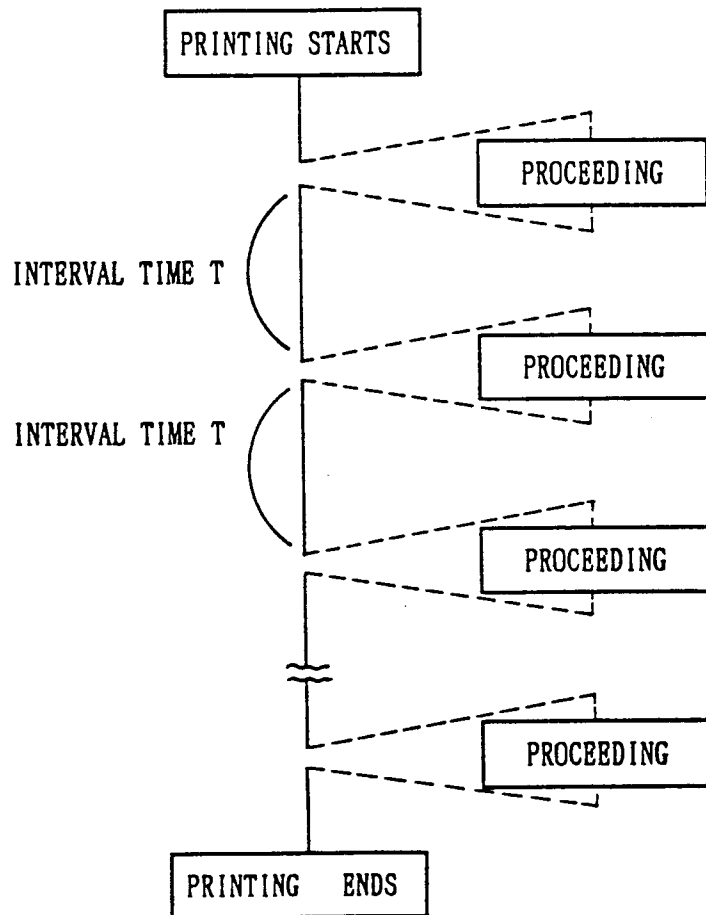 PRINTING STARTS
PROCEEDING
INTERVAL TIME T
PROCEEDING
INTERVAL TIME T
PROCEEDING
PROCEEDING
PRINTING ENDS